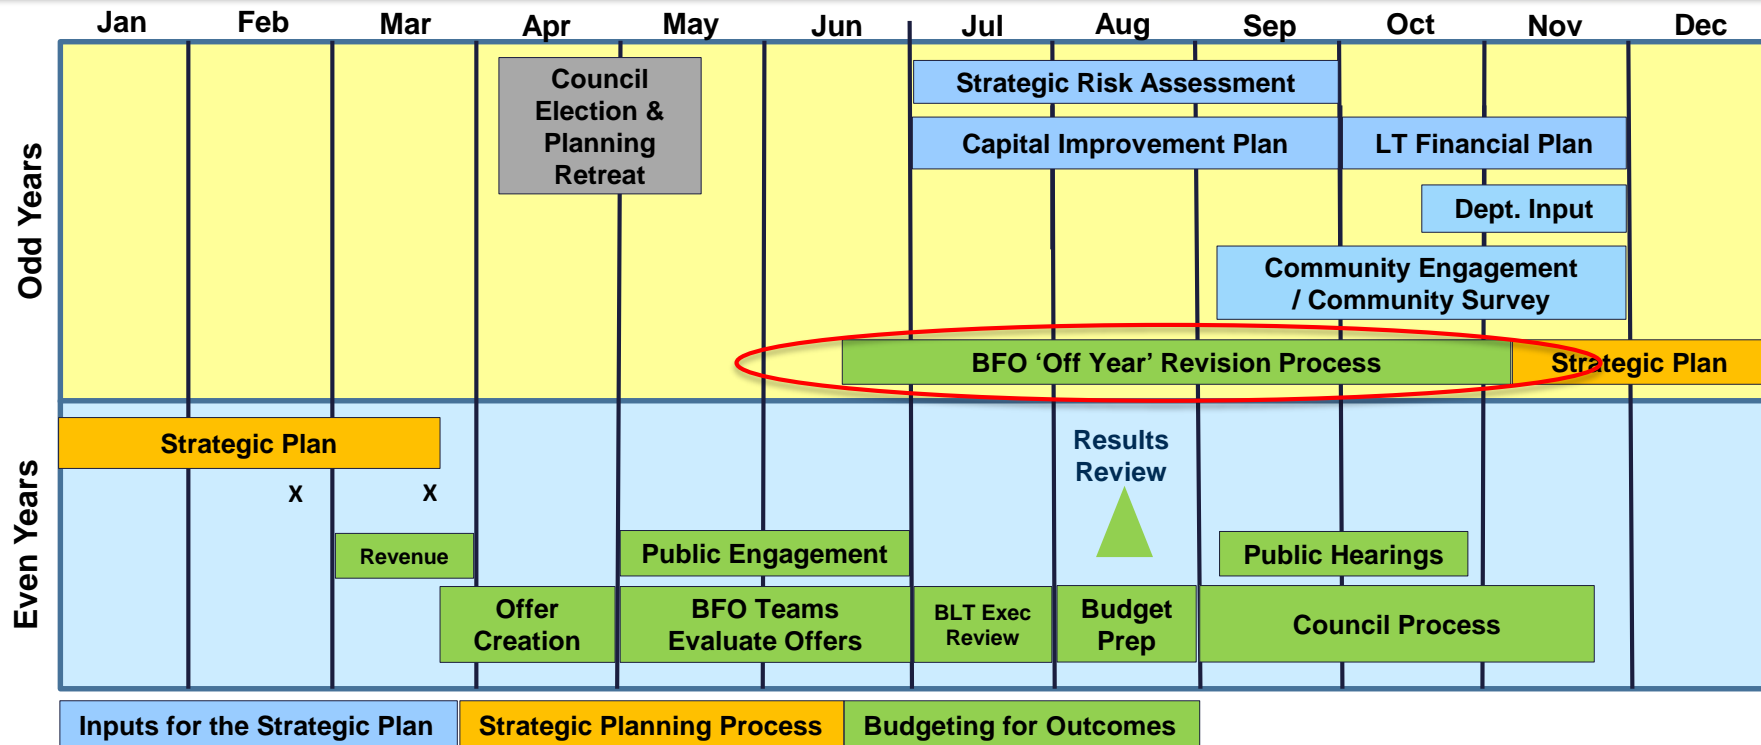 Jan Feb Mar Apr May Jun Jul Aug Sep Oct Nov Dec
Odd Years
Council
Election &
Planning
Retreat
Strategic Risk Assessment
Capital Improvement Plan
LT Financial Plan
Dept. Input
Community Engagement
/ Community Survey
BFO ‘Off Year’ Revision Process
Strategic Plan
Even Years
Strategic Plan
X X
Results
Review
Revenue
Public Engagement
Public Hearings
Offer
Creation
BFO Teams
Evaluate Offers
BLT Exec
Review
Budget
Prep
Council Process
Inputs for the Strategic Plan
Strategic Planning Process
Budgeting for Outcomes